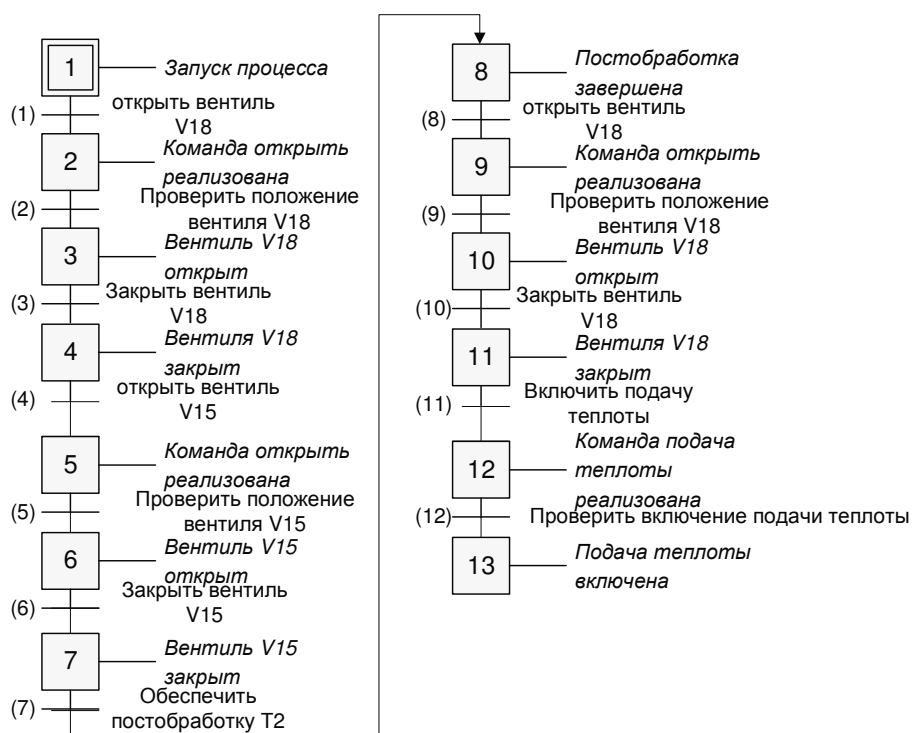 1
Запуск процесса
(1)
открыть вентиль
V18
2
Команда открыть
реализована
(2)
Проверить положение
вентиля V18
3
Вентиль V18
открыт
(3)
Закрыть вентиль
V18
4
Вентиля V18
закрыт
(4)
открыть вентиль
V15
5
Команда открыть
реализована
(5)
Проверить положение
вентиля V15
6
Вентиль V15
открыт
(6)
Закрыть вентиль
V15
7
Вентиль V15
закрыт
(7)
Обеспечить
постобработку T2
8
Постобработка
завершена
(8)
открыть вентиль
V18
9
Команда открыть
реализована
(9)
Проверить положение
вентиля V18
10
Вентиль V18
открыт
(10)
Закрыть вентиль
V18
11
Вентиля V18
закрыт
(11)
Включить подачу
теплоты
12
Команда подача
теплоты
реализована
(12)
Проверить включение подачи теплоты
13
Подача теплоты
включена